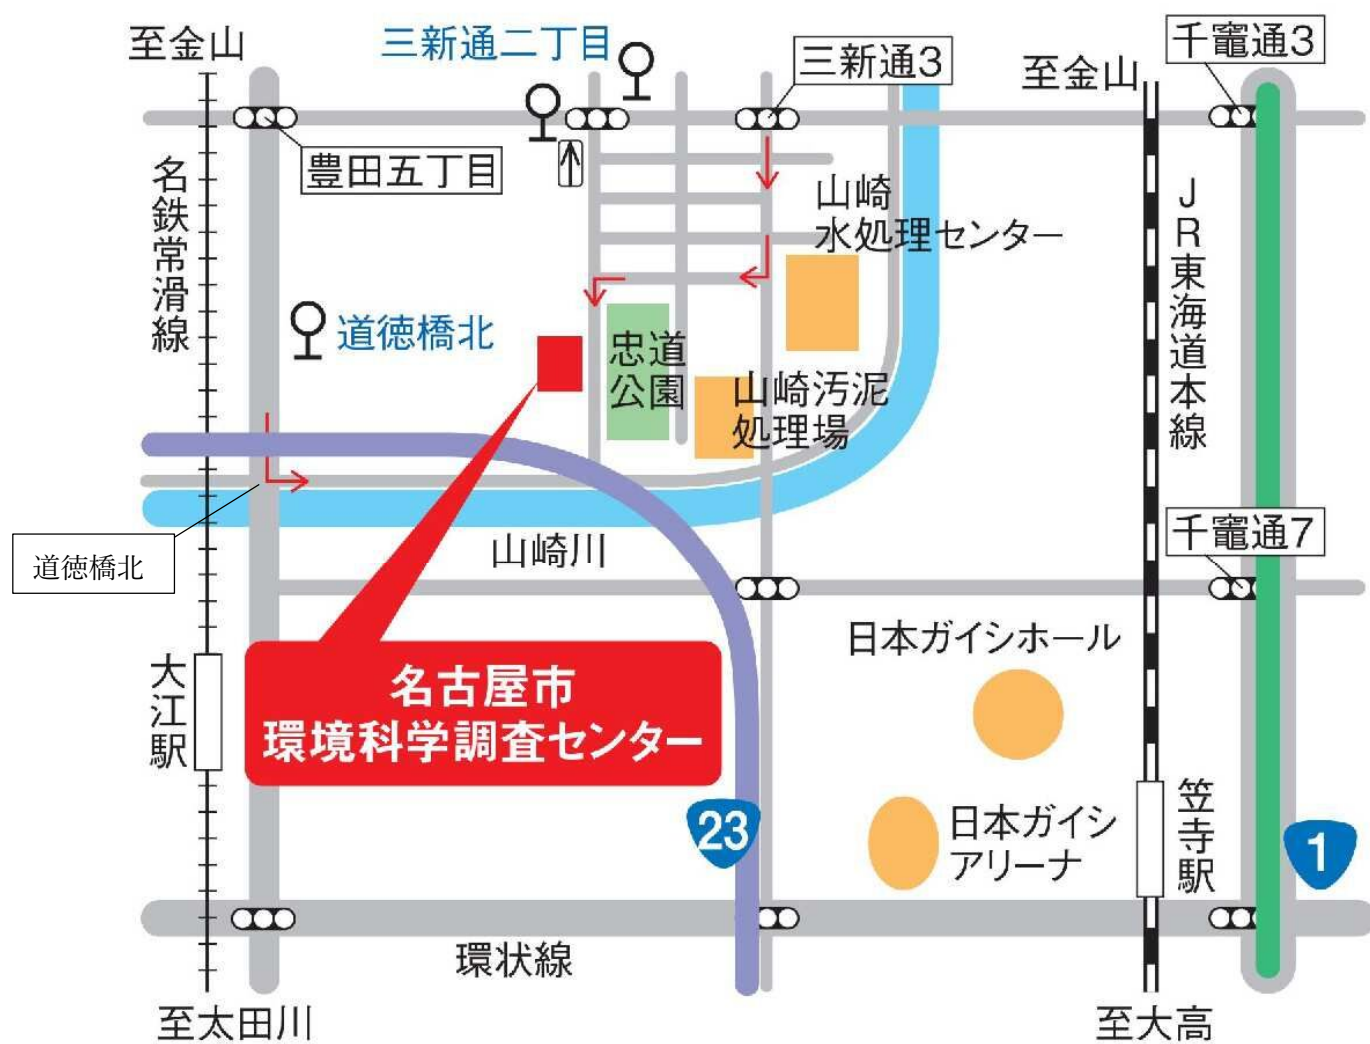 至金山
三新通二丁目
三新通3
至金山
千竈通3
豊田五丁目
名鉄常滑線
山崎
水処理センター
JR東海道本線
道徳橋北
忠道
公園
山崎汚泥
処理場
道徳橋北
山崎川
千竈通7
日本ガイシホール
大江駅
名古屋市
環境科学調査センター
23
日本ガイシ
アリーナ
笠寺駅
1
環状線
至太田川
至大高